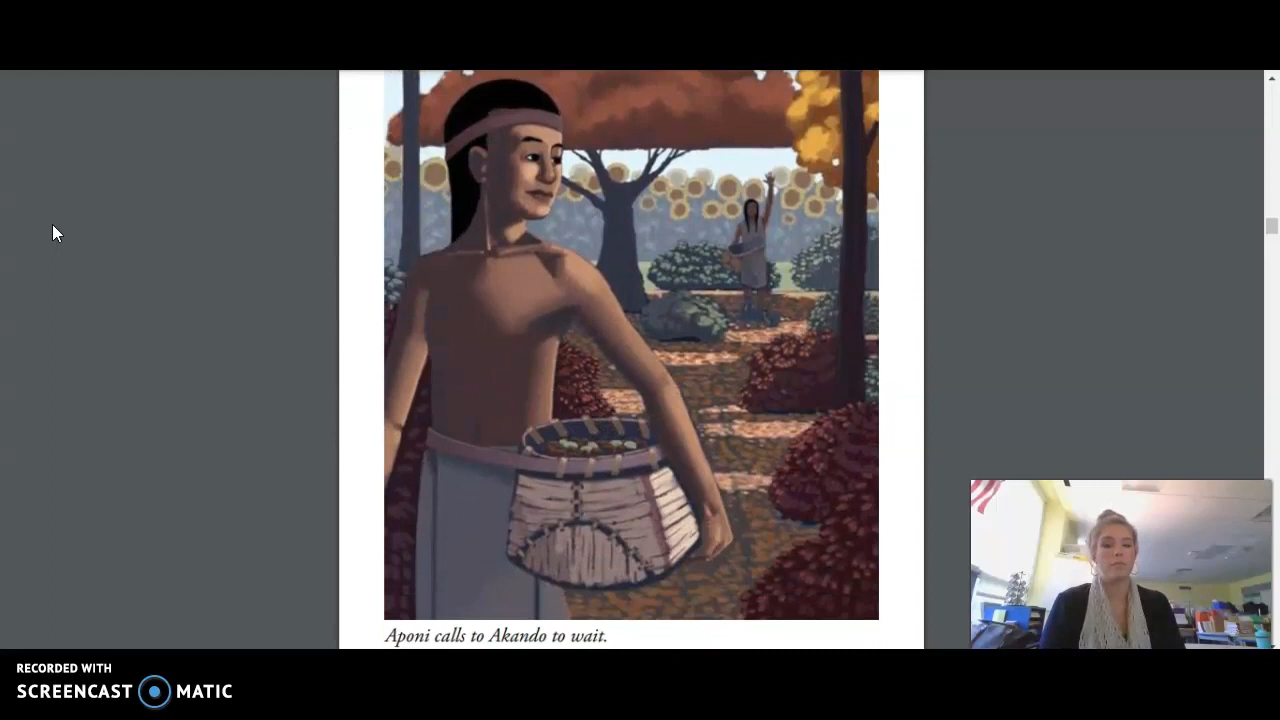 Aponi calls to Akando to wait.
RECORDED WITH
SCREENCAST MATIC